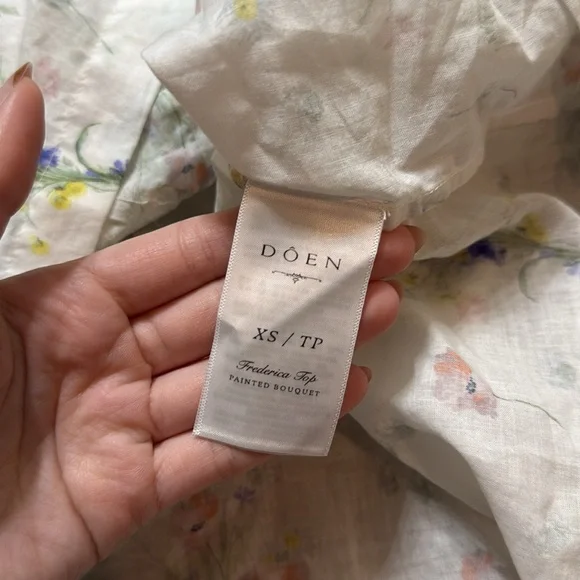 DÔEN
XS / TP
Frederica Top
PAINTED BOUQUET